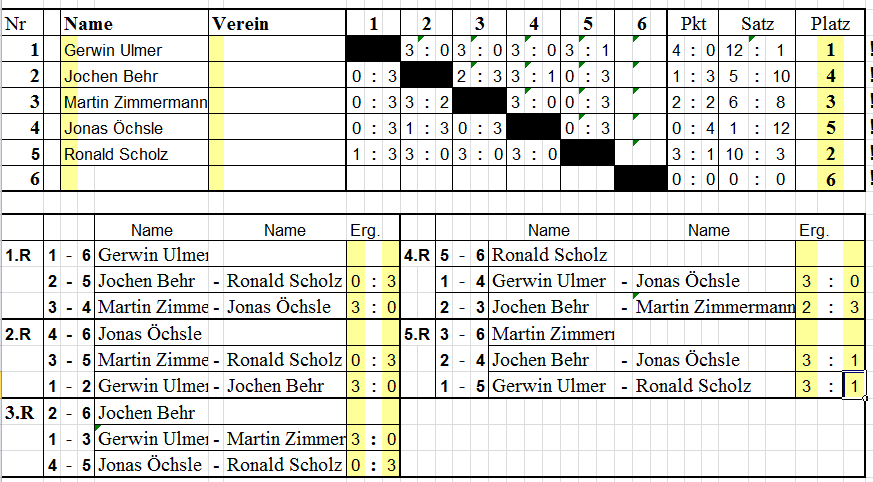 Nr Name Verein 1 2 3 4 5 6 Pkt Satz Platz
1 Gerwin Ulmer 3 : 0 3 : 0 3 : 0 3 : 1 4 : 0 12 : 1 1 !
2 Jochen Behr 0 : 3 2 : 3 3 : 1 0 : 3 1 : 3 5 : 10 4 !
3 Martin Zimmermann 0 : 3 3 : 2 3 : 0 0 : 3 2 : 2 6 : 8 3 !
4 Jonas Öchsle 0 : 3 1 : 3 0 : 3 0 : 3 0 : 4 1 : 12 5 !
5 Ronald Scholz 1 : 3 3 : 0 3 : 0 3 : 0 3 : 1 10 : 3 2 !
6 0 : 0 0 : 0 6 !
Name Name Erg. Name Name Erg.
1.R 1 - 6 Gerwin Ulmer 4.R 5 - 6 Ronald Scholz
2 - 5 Jochen Behr - Ronald Scholz 0 : 3 1 - 4 Gerwin Ulmer - Jonas Öchsle 3 : 0
3 - 4 Martin Zimme - Jonas Öchsle 3 : 0 2 - 3 Jochen Behr - Martin Zimmermann 2 : 3
2.R 4 - 6 Jonas Öchsle 5.R 3 - 6 Martin Zimmer
3 - 5 Martin Zimme - Ronald Scholz 0 : 3 2 - 4 Jochen Behr - Jonas Öchsle 3 : 1
1 - 2 Gerwin Ulmer - Jochen Behr 3 : 0 1 - 5 Gerwin Ulmer - Ronald Scholz 3 : 1
3.R 2 - 6 Jochen Behr
1 - 3 Gerwin Ulmer - Martin Zimmer 3 : 0
4 - 5 Jonas Öchsle - Ronald Scholz 0 : 3